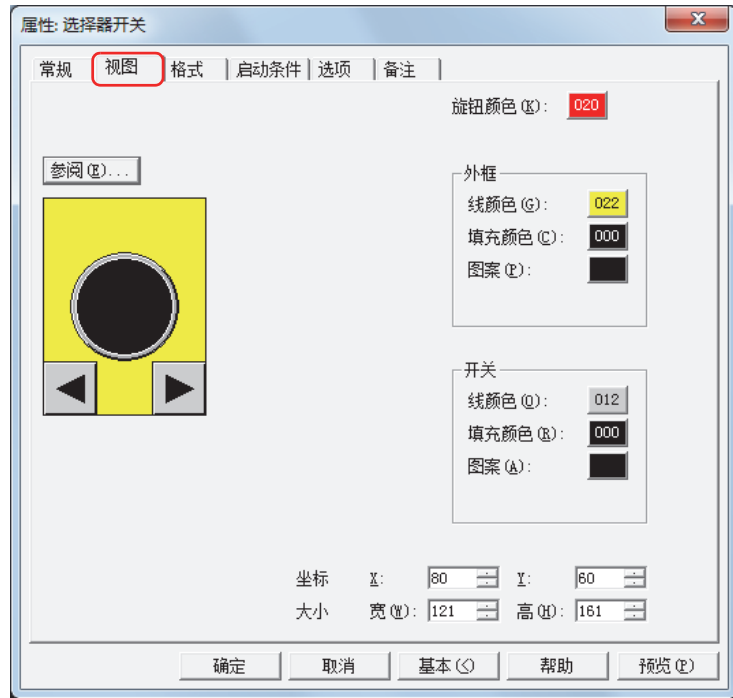 属性: 选择器开关
x
常规 视图 格式 启动条件 选项 备注
旋钮颜色(K): 020
参阅(E)...
外框
线颜色(G): 022
填充颜色(C): 000
图案(P):
开关
线颜色(O): 012
填充颜色(R): 000
图案(A):
坐标 X: 80 Y: 60
大小 宽(W): 121 高(H): 161
确定 取消 基本(<) 帮助 预览(P)